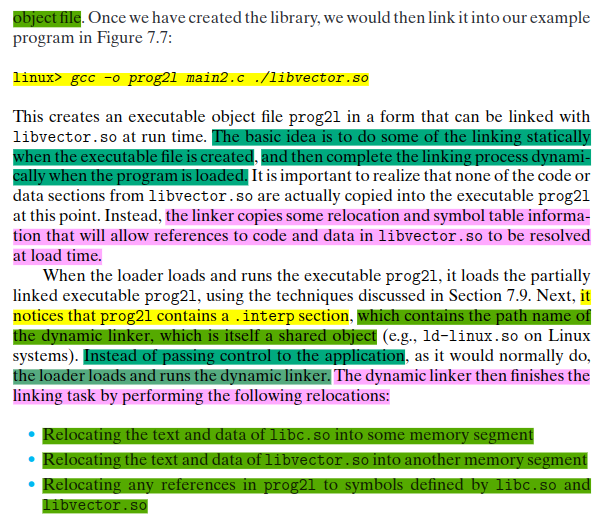 object file. Once we have created the library, we would then link it into our example
program in Figure 7.7:
linux> gcc -o prog2l main2.c ./libvector.so
This creates an executable object file prog2l in a form that can be linked with
libvector.so at run time. The basic idea is to do some of the linking statically
when the executable file is created, and then complete the linking process dynami-
cally when the program is loaded. It is important to realize that none of the code or
data sections from libvector.so are actually copied into the executable prog2l
at this point. Instead, the linker copies some relocation and symbol table informa-
tion that will allow references to code and data in libvector.so to be resolved
at load time.
When the loader loads and runs the executable prog2l, it loads the partially
linked executable prog2l, using the techniques discussed in Section 7.9. Next, it
notices that prog2l contains a .interp section, which contains the path name of
the dynamic linker, which is itself a shared object (e.g., ld-linux.so on Linux
systems). Instead of passing control to the application, as it would normally do,
the loader loads and runs the dynamic linker. The dynamic linker then finishes the
linking task by performing the following relocations:
• Relocating the text and data of libc.so into some memory segment
• Relocating the text and data of libvector.so into another memory segment
• Relocating any references in prog2l to symbols defined by libc.so and
libvector.so